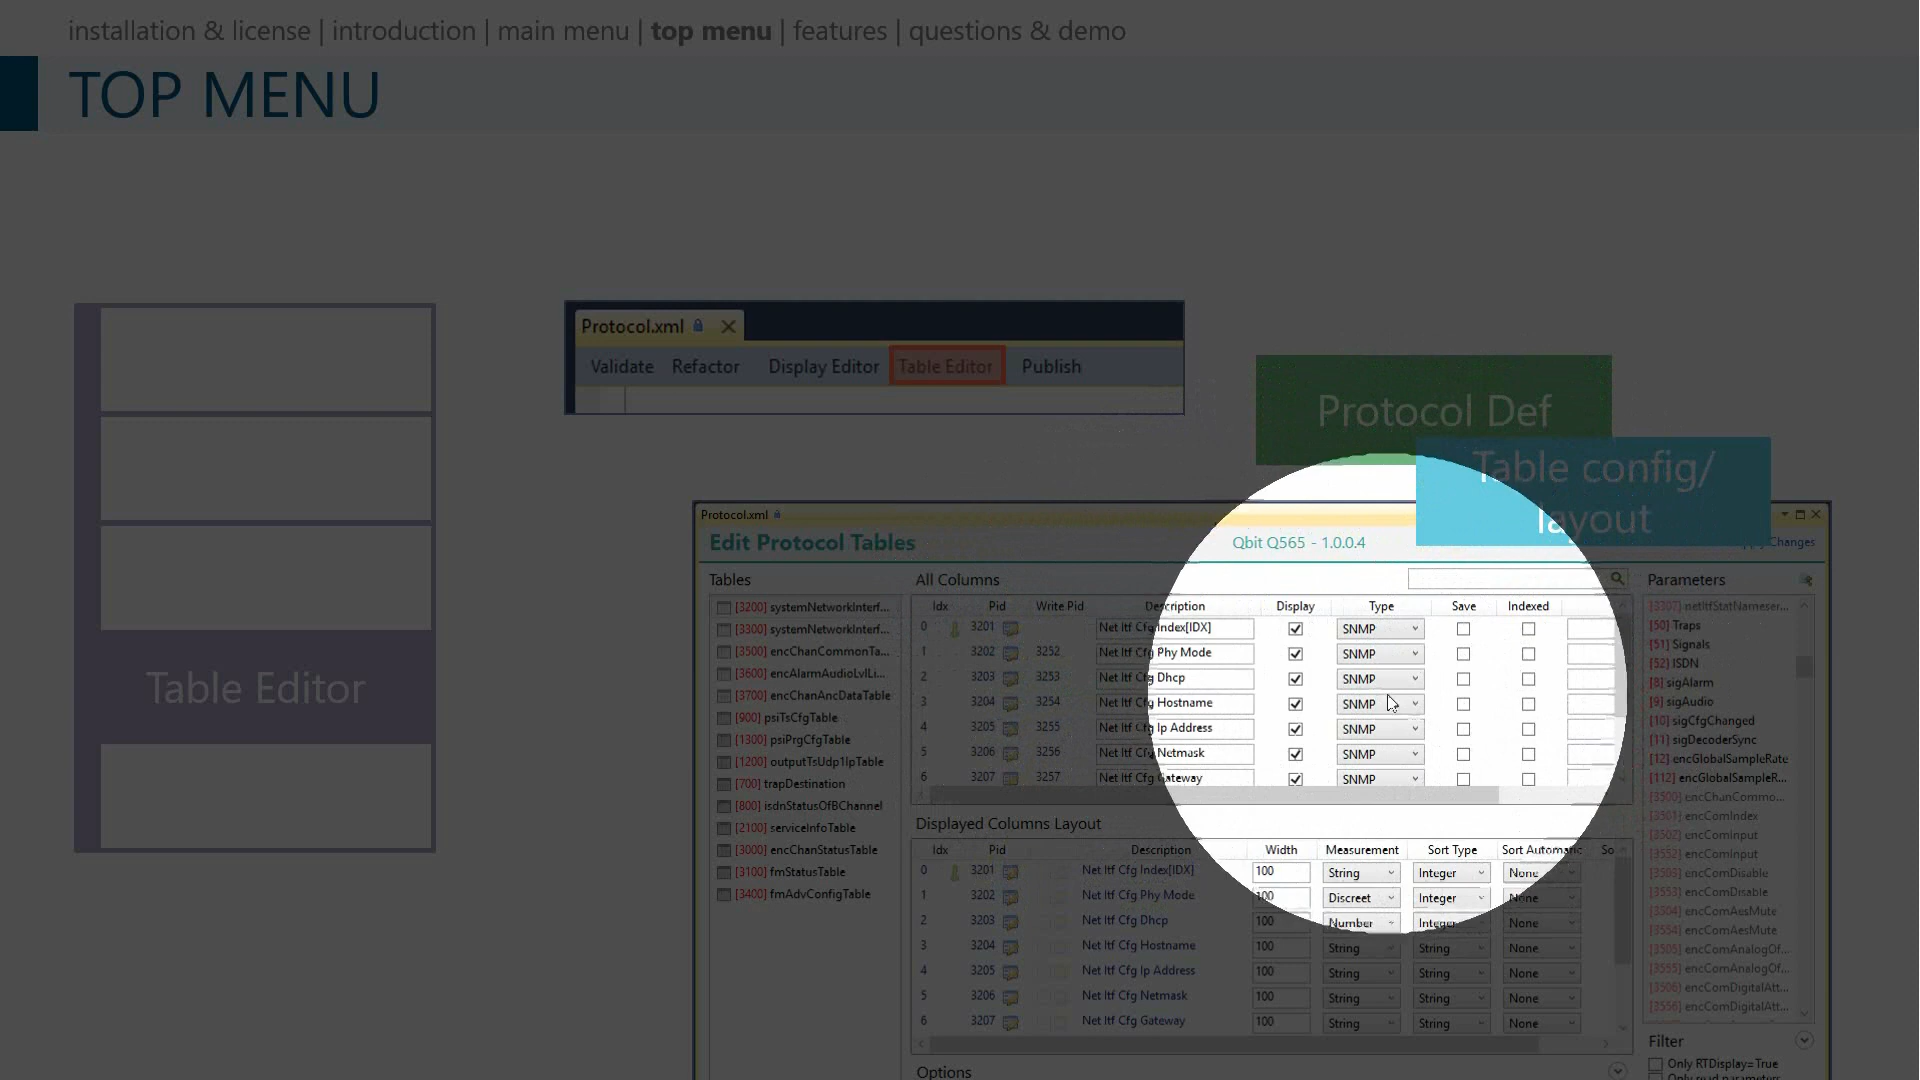 installation & license | introduction | main menu | top menu | features | questions & demo
TOP MENU
Table Editor
Protocol.xml
Validate Refactor Display Editor Table Editor Publish
Protocol Def
Table config/
layout
Protocol.xml
Edit Protocol Tables
Qbit Q565 - 1.0.0.4
Changes
Tables
[3200] systemNetworkInterf...
[3300] systemNetworkInterf...
[3500] encChanCommonTa...
[3600] encAlarmAudioLvlLi...
[3700] encChanAncDataTable
[900] psiTsCfgTable
[1300] psiPrgCfgTable
[1200] outputTsUdp1IpTable
[700] trapDestination
[800] isdnStatusOfBChannel
[2100] serviceInfoTable
[3000] encChanStatusTable
[3100] fmStatusTable
[3400] fmAdvConfigTable
All Columns
Idx Pid Write Pid Description Display Type Save Indexed
0 3201 Net Itf Cfg Index[IDX] SNMP
1 3202 3252 Net Itf Cfg Phy Mode SNMP
2 3203 3253 Net Itf Cfg Dhcp SNMP
3 3204 3254 Net Itf Cfg Hostname SNMP
4 3205 3255 Net Itf Cfg Ip Address SNMP
5 3206 3256 Net Itf Cfg Netmask SNMP
6 3207 3257 Net Itf Cfg Gateway SNMP
Displayed Columns Layout
Idx Pid Description Width Measurement Sort Type Sort Automatic So
0 3201 Net Itf Cfg Index[IDX] 100 String Integer None
1 3202 Net Itf Cfg Phy Mode 100 Discreet Integer None
2 3203 Net Itf Cfg Dhcp 100 Number Integer None
3 3204 Net Itf Cfg Hostname 100 String String None
4 3205 Net Itf Cfg Ip Address 100 String String None
5 3206 Net Itf Cfg Netmask 100 String String None
6 3207 Net Itf Cfg Gateway 100 String String None
Options
Parameters
[3307] netItfStatNameser...
[50] Traps
[51] Signals
[52] ISDN
[8] sigAlarm
[9] sigAudio
[10] sigCfgChanged
[11] sigDecoderSync
[12] encGlobalSampleRate
[112] encGlobalSampleR...
[3500] encChanCommo...
[3501] encComIndex
[3502] encComInput
[3552] encComInput
[3503] encComDisable
[3553] encComDisable
[3504] encComAesMute
[3554] encComAesMute
[3505] encComAnalogOf...
[3555] encComAnalogOf...
[3506] encComDigitalAtt...
[3556] encComDigitalAtt...
Filter
Only RTDisplay=True
Only read parameters